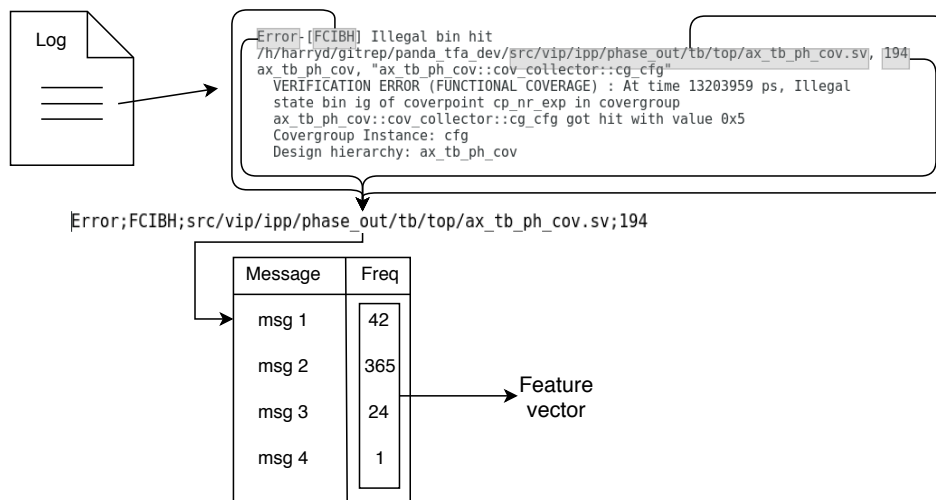 Log
Error-[FCIBH] Illegal bin hit
/h/harryd/gitrep/panda_tfa_dev/src/vip/ipp/phase_out/tb/top/ax_tb_ph_cov.sv, 194
ax_tb_ph_cov, "ax_tb_ph_cov::cov_collector::cg_cfg"
VERIFICATION ERROR (FUNCTIONAL COVERAGE) : At time 13203959 ps, Illegal
state bin ig of coverpoint cp_nr_exp in covergroup
ax_tb_ph_cov::cov_collector::cg_cfg got hit with value 0x5
Covergroup Instance: cfg
Design hierarchy: ax_tb_ph_cov
Error;FCIBH;src/vip/ipp/phase_out/tb/top/ax_tb_ph_cov.sv;194
Message Freq
msg 1 42
msg 2 365
msg 3 24
msg 4 1
Feature
vector